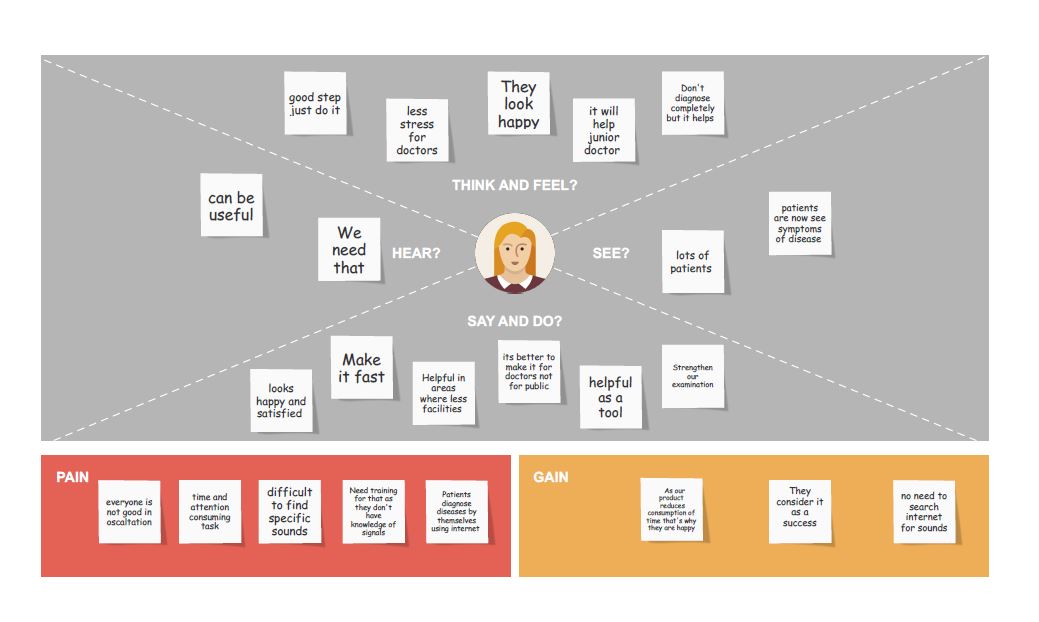 good step
just do it
less
stress
for
doctors
They
look
happy
it will
help
junior
doctor
Don't
diagnose
completely
but it helps
THINK AND FEEL?
can be
useful
We
need
that
HEAR?
SEE?
lots of
patients
patients
are now see
symptoms
of disease
SAY AND DO?
looks
happy and
satisfied
Make
it fast
Helpful in
areas
where less
facilities
its better to
make it for
doctors not
for public
helpful
as a
tool
Strengthen
our
examination
PAIN
everyone is
not good in
oscaltation
time and
attention
consuming
task
difficult
to find
specific
sounds
Need training
for that as
they don't
have
knowledge of
signals
Patients
diagnose
diseases by
themselves
using internet
GAIN
As our
product
reduces
consumption of
time that's why
they are happy
They
consider it
as a
success
no need to
search
internet
for sounds